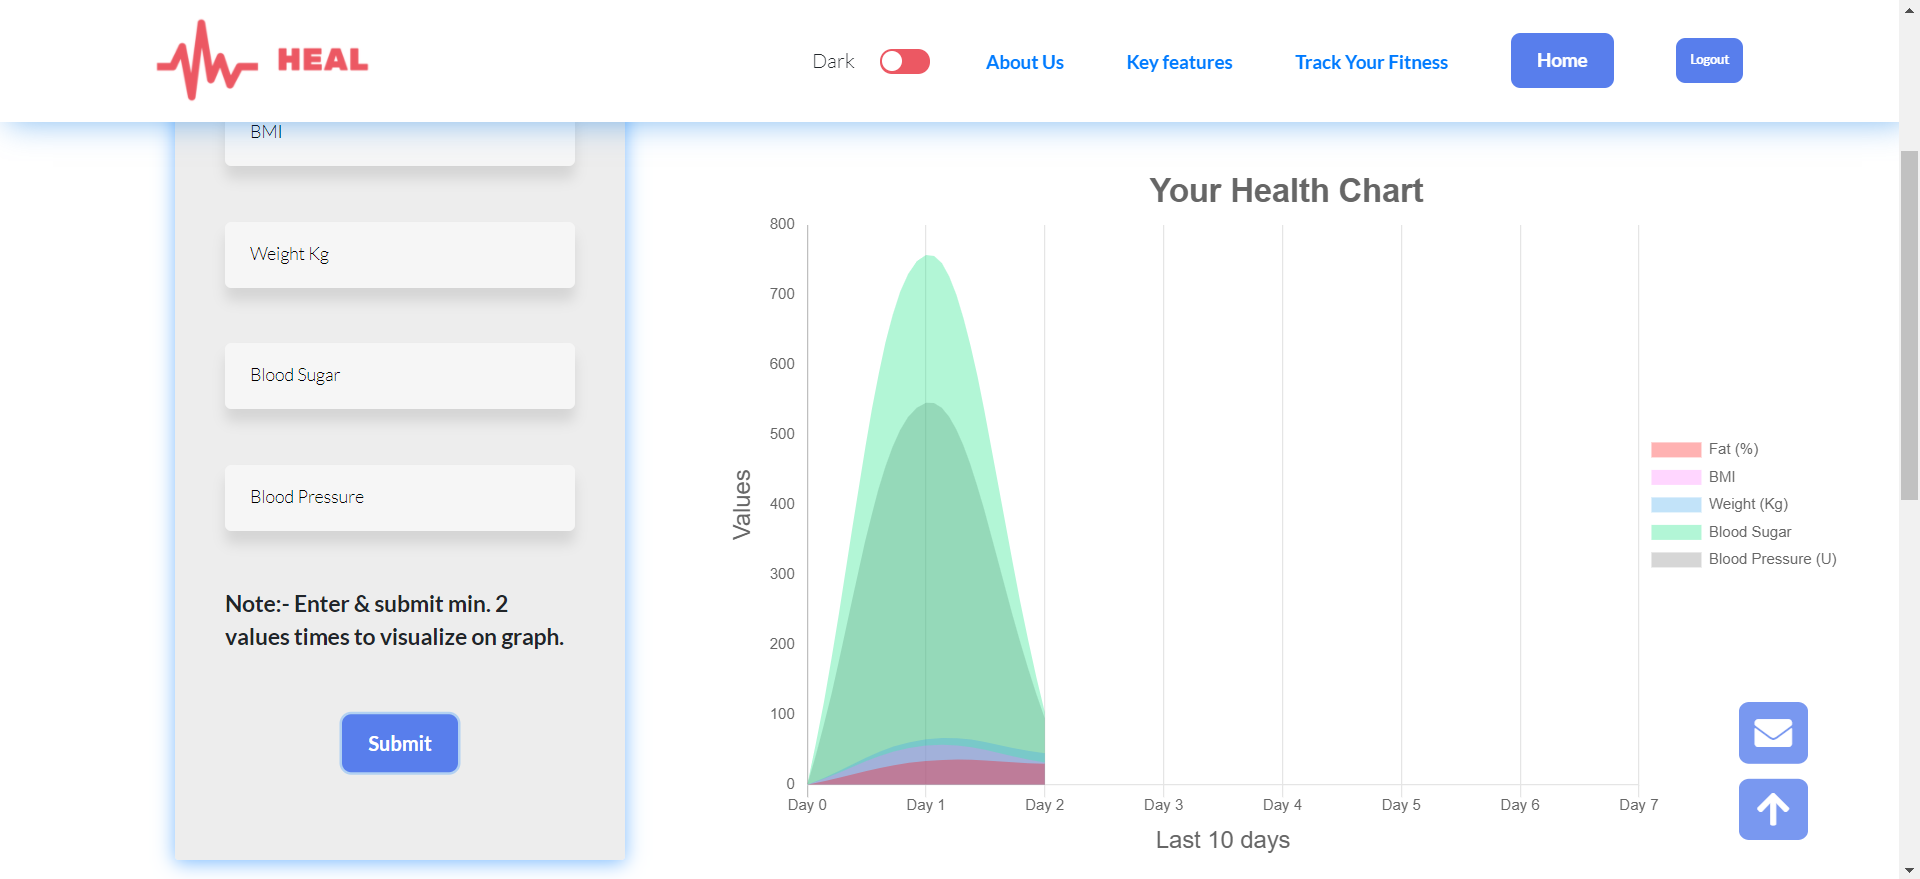 HEAL
Dark
About Us
Key features
Track Your Fitness
Home
Logout
BMI
Weight Kg
Blood Sugar
Blood Pressure
Note:- Enter & submit min. 2
values times to visualize on graph.
Submit
Your Health Chart
800
700
600
500
400
300
200
100
0
Values
Day 0
Day 1
Day 2
Day 3
Day 4
Day 5
Day 6
Day 7
Last 10 days
Fat (%)
BMI
Weight (Kg)
Blood Sugar
Blood Pressure (U)